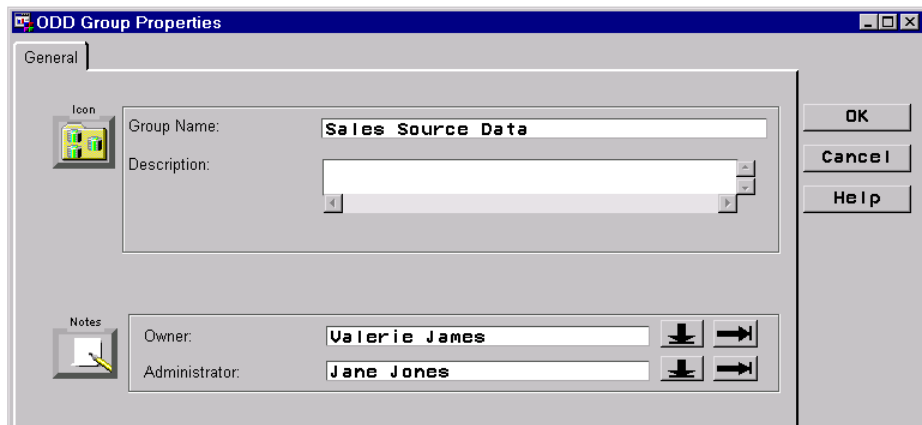 ODD Group Properties
General
Icon
Group Name: Sales Source Data
Description:
OK
Cancel
Help
Notes
Owner: Valerie James
Administrator: Jane Jones